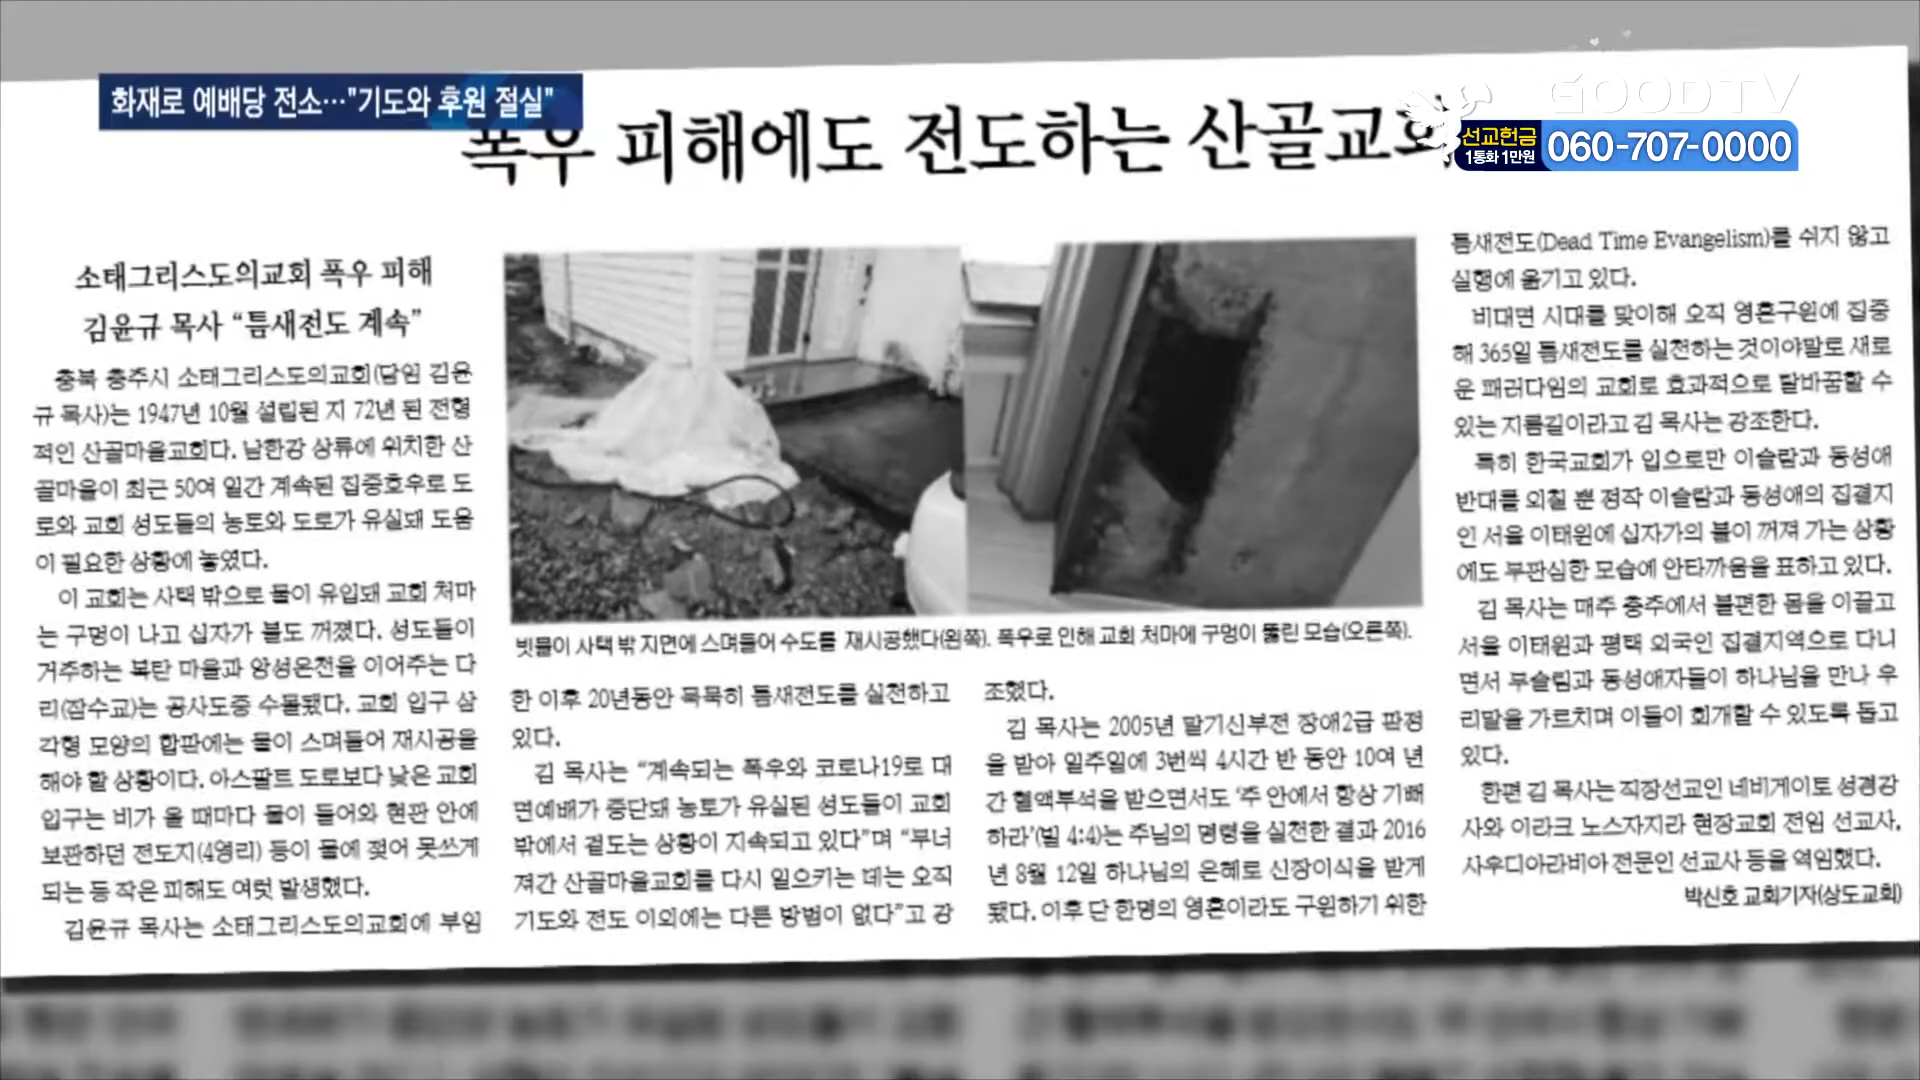 화재로 예배당 전소…"기도와 후원 절실"
GOODTV
선교헌금
1통화 1만원
060-707-0000
폭우 피해에도 전도하는 산골교회
소태그리스도의교회 폭우 피해
김윤규 목사 “틈새전도 계속”
충북 충주시 소태그리스도의교회(담임 김윤
규 목사)는 1947년 10월 설립된 지 72년 된 전형
적인 산골마을교회다. 남한강 상류에 위치한 산
골마을이 최근 50여 일간 계속된 집중호우로 도
로와 교회 성도들의 농토와 도로가 유실돼 도움
이 필요한 상황에 놓였다.
이 교회는 사택 밖으로 물이 유입돼 교회 처마
는 구멍이 나고 십자가 불도 꺼졌다. 성도들이
거주하는 복탄 마을과 앙성온천을 이어주는 다
리(잠수교)는 공사도중 수몰됐다. 교회 입구 삼
각형 모양의 합판에는 물이 스며들어 재시공을
해야 할 상황이다. 아스팔트 도로보다 낮은 교회
입구는 비가 올 때마다 물이 들어와 현판 안에
보관하던 전도지(4영리) 등이 물에 젖어 못쓰게
되는 등 작은 피해도 여럿 발생했다.
김윤규 목사는 소태그리스도의교회에 부임
빗물이 사택 밖 지면에 스며들어 수도를 재시공했다(왼쪽). 폭우로 인해 교회 처마에 구멍이 뚫린 모습(오른쪽).
한 이후 20년동안 묵묵히 틈새전도를 실천하고
있다.
김 목사는 “계속되는 폭우와 코로나19로 대
면예배가 중단돼 농토가 유실된 성도들이 교회
밖에서 겉도는 상황이 지속되고 있다”며 “무너
져간 산골마을교회를 다시 일으키는 데는 오직
기도와 전도 이외에는 다른 방법이 없다”고 강
조했다.
김 목사는 2005년 말기신부전 장애2급 판정
을 받아 일주일에 3번씩 4시간 반 동안 10여 년
간 혈액투석을 받으면서도 ‘주 안에서 항상 기뻐
하라’(빌 4:4)는 주님의 명령을 실천한 결과 2016
년 8월 12일 하나님의 은혜로 신장이식을 받게
됐다. 이후 단 한명의 영혼이라도 구원하기 위한
틈새전도(Dead Time Evangelism)를 쉬지 않고
실행에 옮기고 있다.
비대면 시대를 맞이해 오직 영혼구원에 집중
해 365일 틈새전도를 실천하는 것이야말로 새로
운 패러다임의 교회로 효과적으로 탈바꿈할 수
있는 지름길이라고 김 목사는 강조한다.
특히 한국교회가 입으로만 이슬람과 동성애
반대를 외칠 뿐 정작 이슬람과 동성애의 집결지
인 서울 이태원에 십자가의 불이 꺼져 가는 상황
에도 무관심한 모습에 안타까움을 표하고 있다.
김 목사는 매주 충주에서 불편한 몸을 이끌고
서울 이태원과 평택 외국인 집결지역으로 다니
면서 무슬림과 동성애자들이 하나님을 만나 우
리말을 가르치며 이들이 회개할 수 있도록 돕고
있다.
한편 김 목사는 직장선교인 네비게이토 성경강
사와 이라크 노스자지라 현장교회 전임 선교사,
사우디아라비아 전문인 선교사 등을 역임했다.
박신호 교회기자(상도교회)